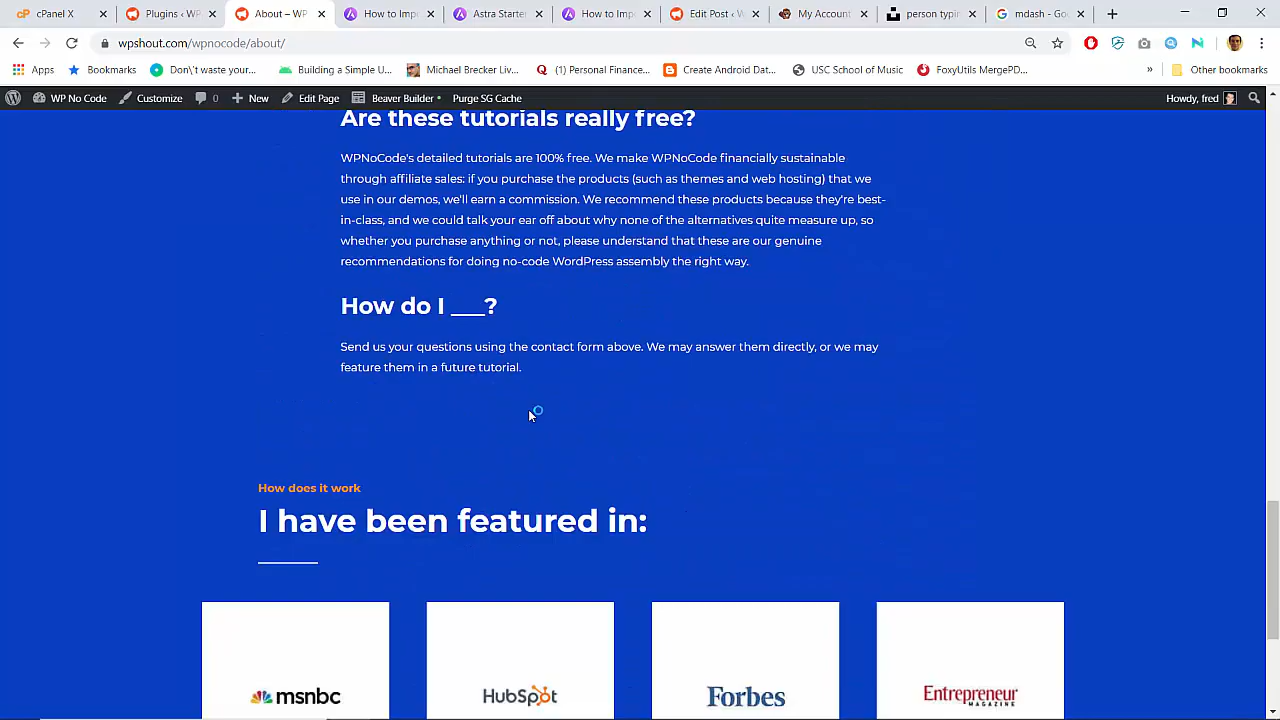 cPanel X
Plugins ‹ WP
About – WP
How to Impo
Astra Starte
How to Impo
Edit Post ‹ W
My Account
person typin
mdash - Goo
wpshout.com/wpnocode/about/
Apps
Bookmarks
Don\'t waste your...
Building a Simple U...
Michael Breker Liv...
(1) Personal Financ...
Create Android Dat...
USC School of Music
FoxyUtils MergePD...
Other bookmarks
WP No Code
Customize
0
New
Edit Page
Beaver Builder
Purge SG Cache
Howdy, fred
Are these tutorials really free?
WPNoCode's detailed tutorials are 100% free. We make WPNoCode financially sustainable
through affiliate sales: if you purchase the products (such as themes and web hosting) that we
use in our demos, we'll earn a commission. We recommend these products because they're best-
in-class, and we could talk your ear off about why none of the alternatives quite measure up, so
whether you purchase anything or not, please understand that these are our genuine
recommendations for doing no-code WordPress assembly the right way.
How do I ___?
Send us your questions using the contact form above. We may answer them directly, or we may
feature them in a future tutorial.
How does it work
I have been featured in:
msnbc
HubSpot
Forbes
Entrepreneur
MAGAZINE